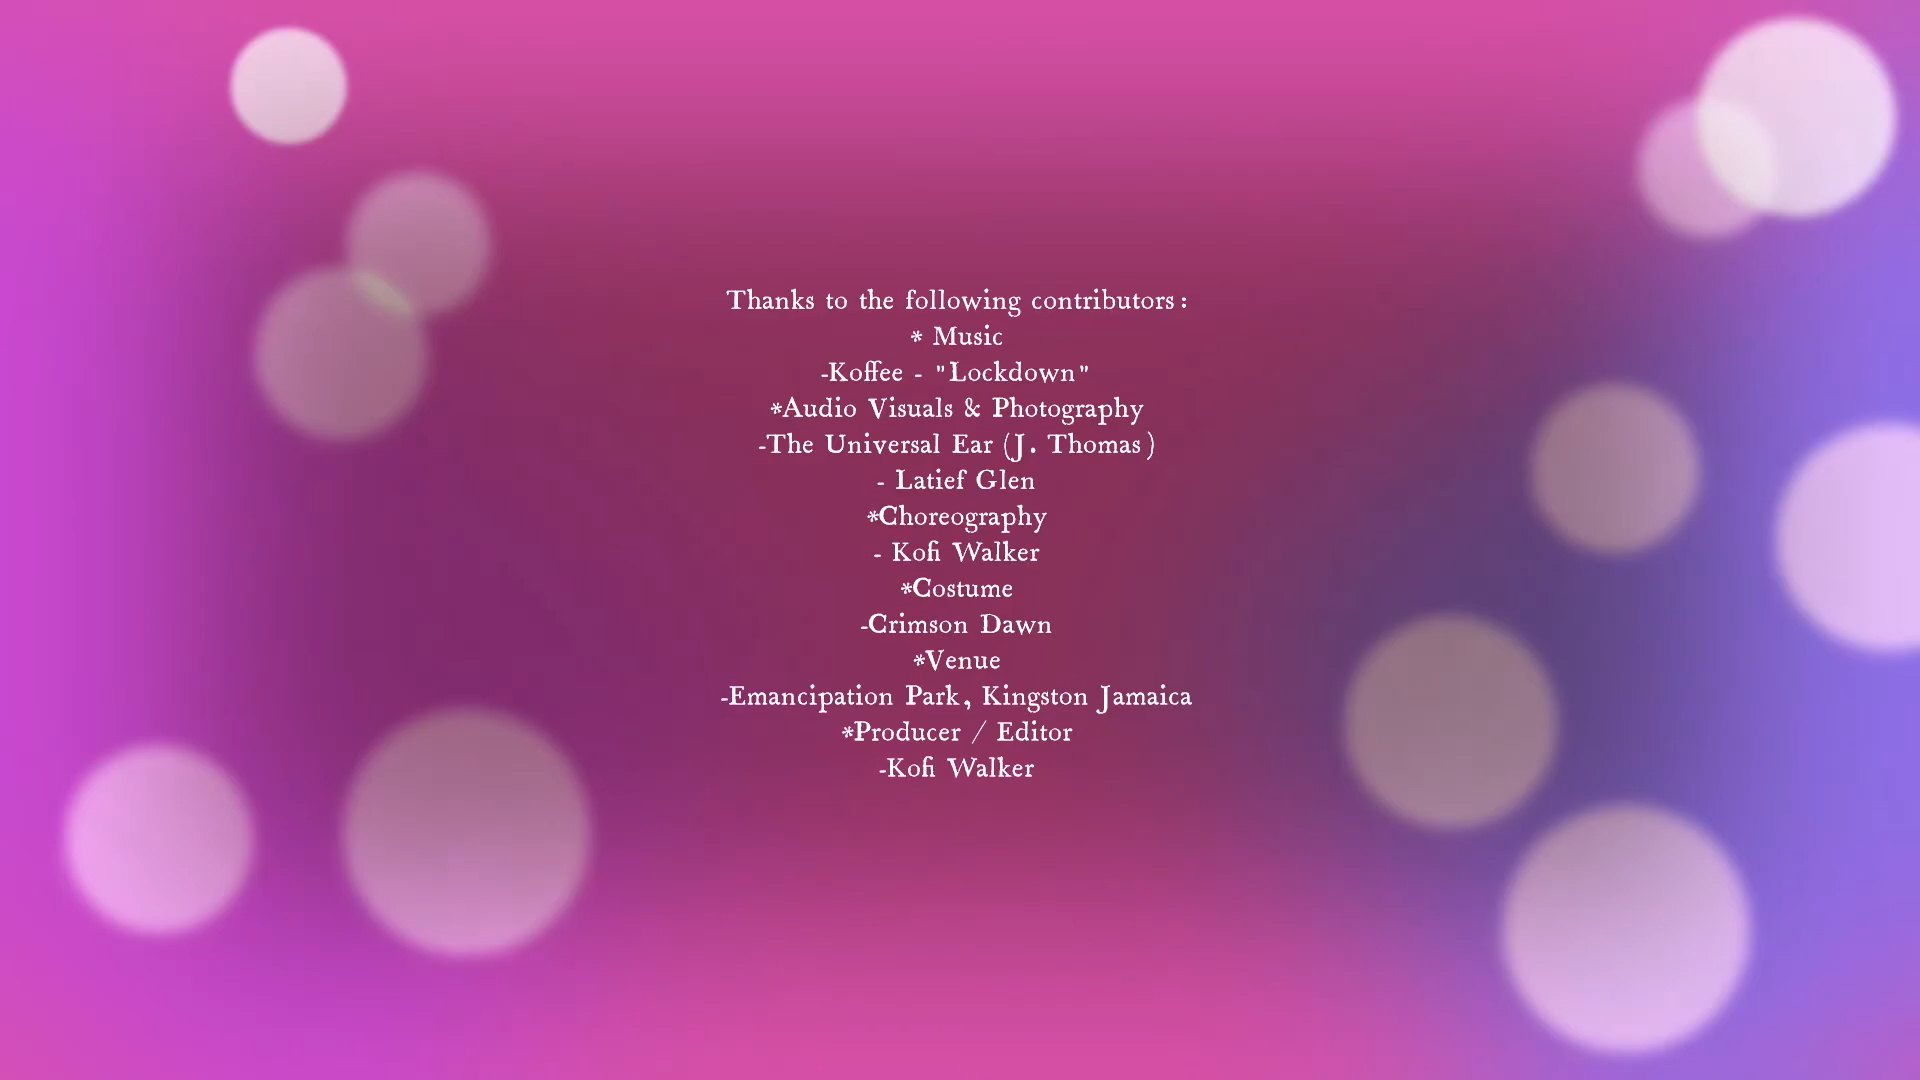 Thanks to the following contributors:
* Music
-Koffee - "Lockdown"
*Audio Visuals & Photography
-The Universal Ear (J. Thomas)
- Latief Glen
*Choreography
- Kofi Walker
*Costume
-Crimson Dawn
*Venue
-Emancipation Park, Kingston Jamaica
*Producer / Editor
-Kofi Walker